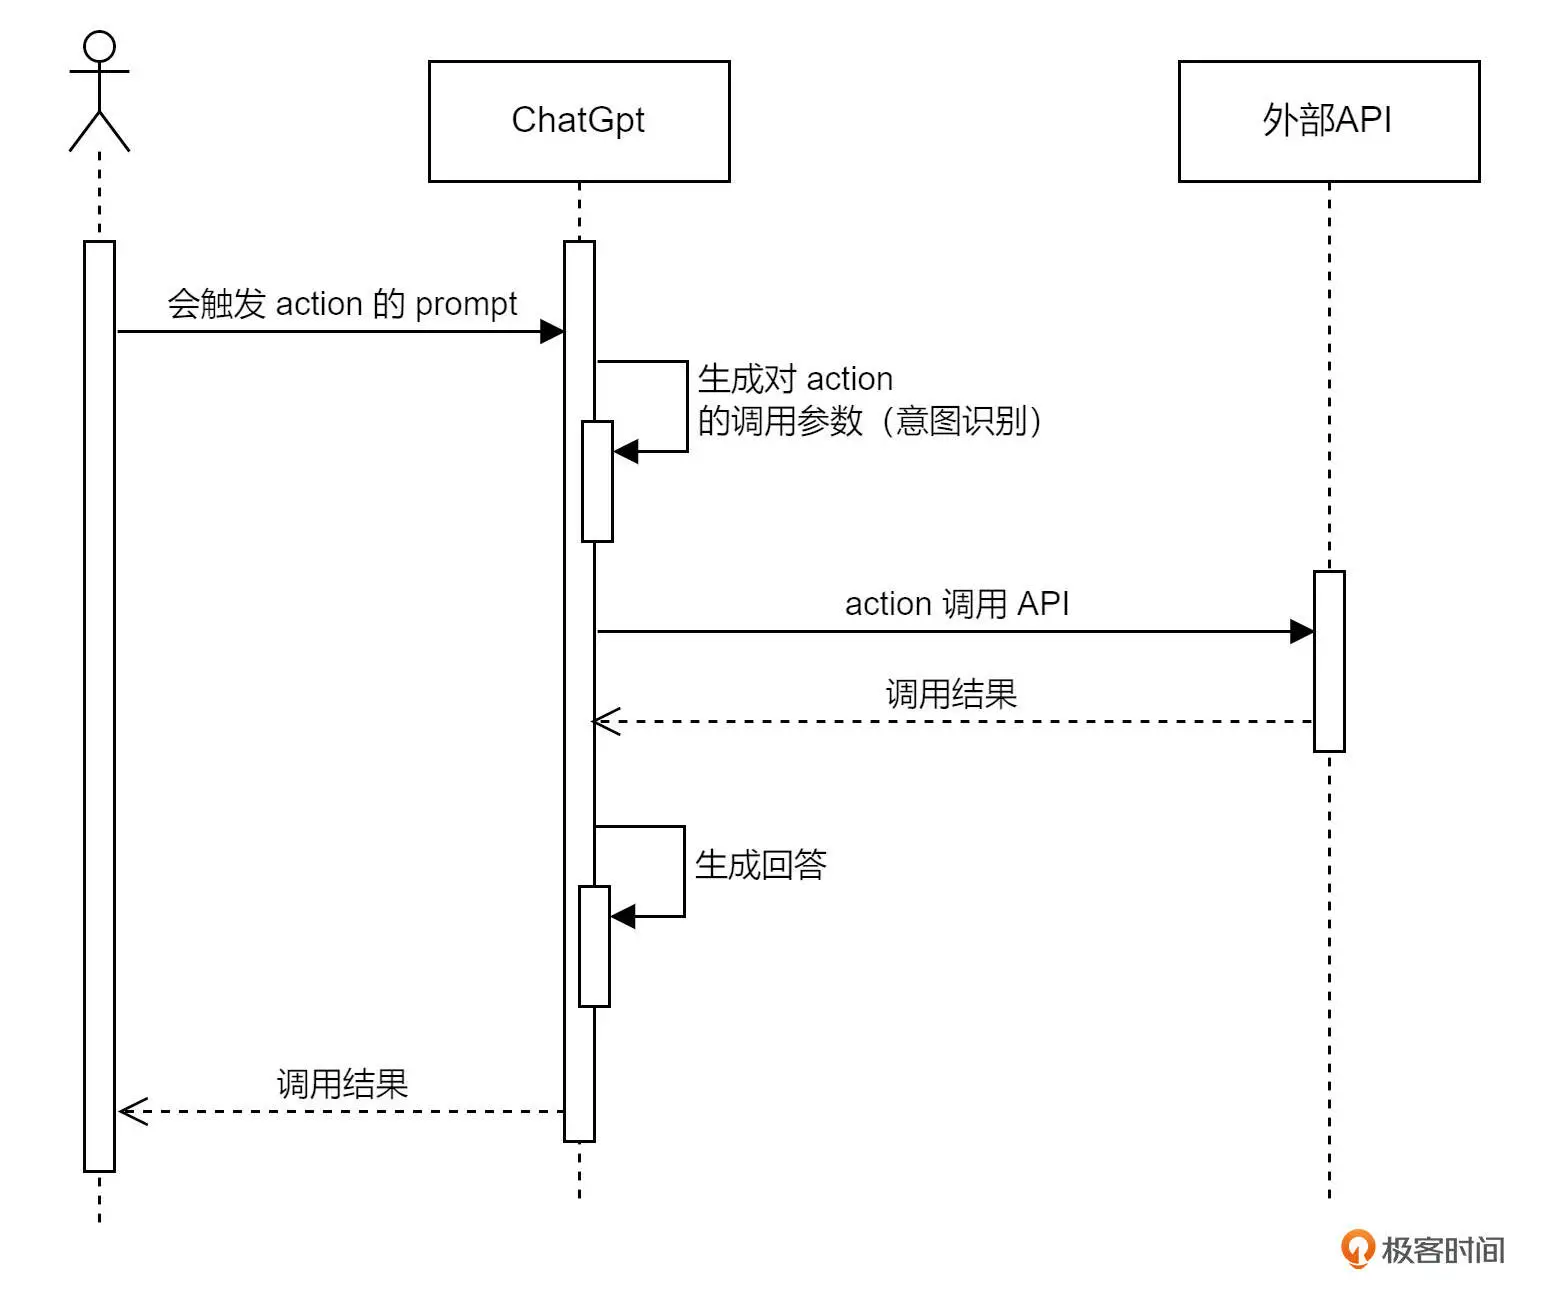 ChatGpt
外部API
会触发 action 的 prompt
生成对 action
的调用参数（意图识别）
action 调用 API
调用结果
生成回答
调用结果
极客时间